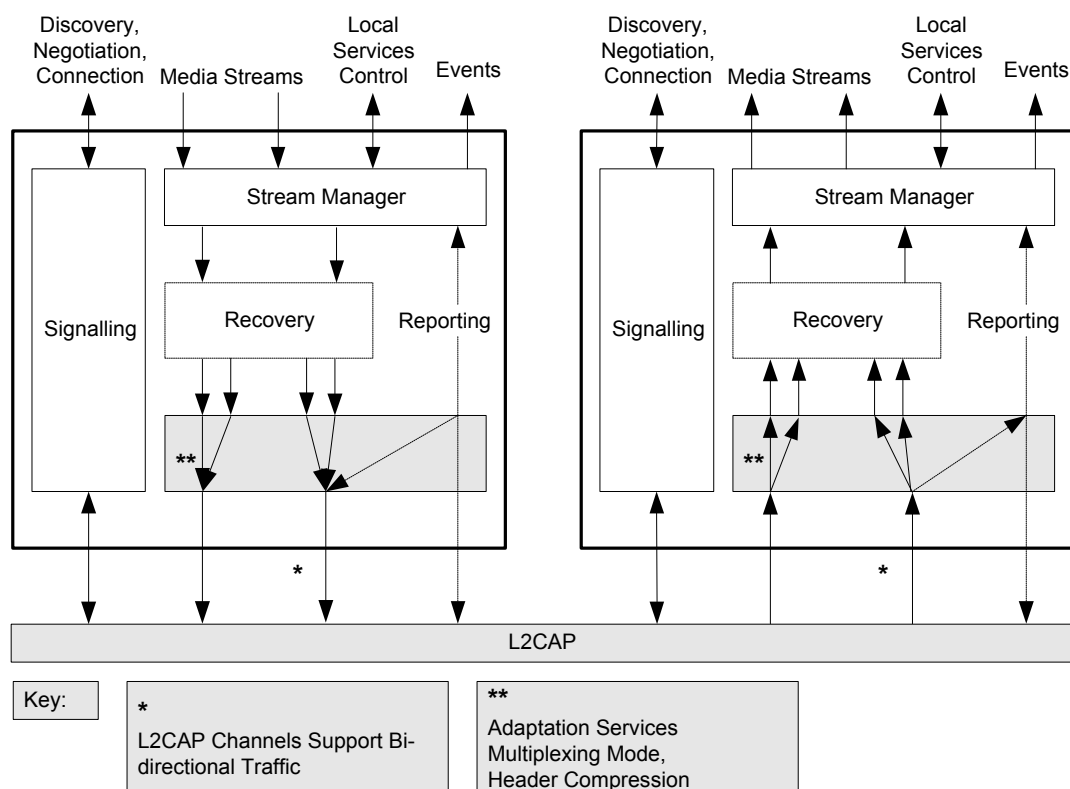 Discovery,
Negotiation,
Connection
Media Streams
Local
Services
Control
Events
Stream Manager
Signalling
Recovery
Reporting
**
*
Discovery,
Negotiation,
Connection
Media Streams
Local
Services
Control
Events
Stream Manager
Signalling
Recovery
Reporting
**
*
L2CAP
Key:
*
L2CAP Channels Support Bi-
directional Traffic
**
Adaptation Services
Multiplexing Mode,
Header Compression